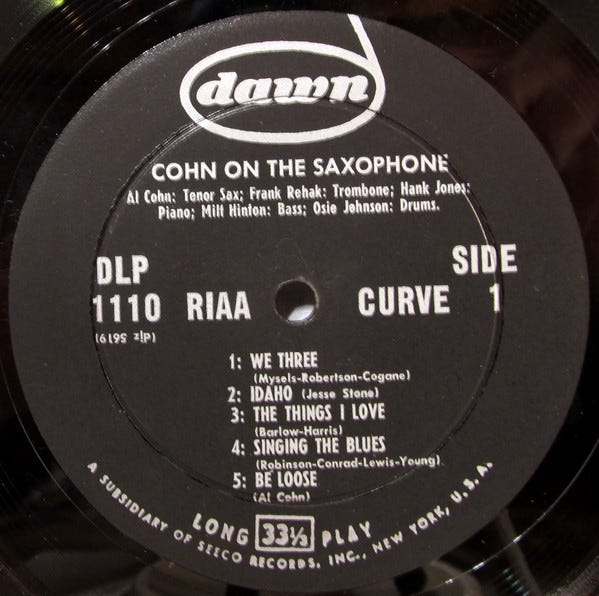 dawn
COHN ON THE SAXOPHONE
Al Cohn: Tenor Sax; Frank Rehak: Trombone; Hank Jones:
Piano; Milt Hinton: Bass; Osie Johnson: Drums.
DLP
1110
RIAA CURVE
SIDE
1
1: WE THREE
(Mysels-Robertson-Cogane)
2: IDAHO (Jesse Stone)
3: THE THINGS I LOVE
(Barlow-Harris)
4: SINGING THE BLUES
(Robinson-Conrad-Lewis-Young)
5: BE LOOSE
(Al Cohn)
LONG 33⅓ PLAY
A SUBSIDIARY OF SEECO RECORDS, INC., NEW YORK, U.S.A.